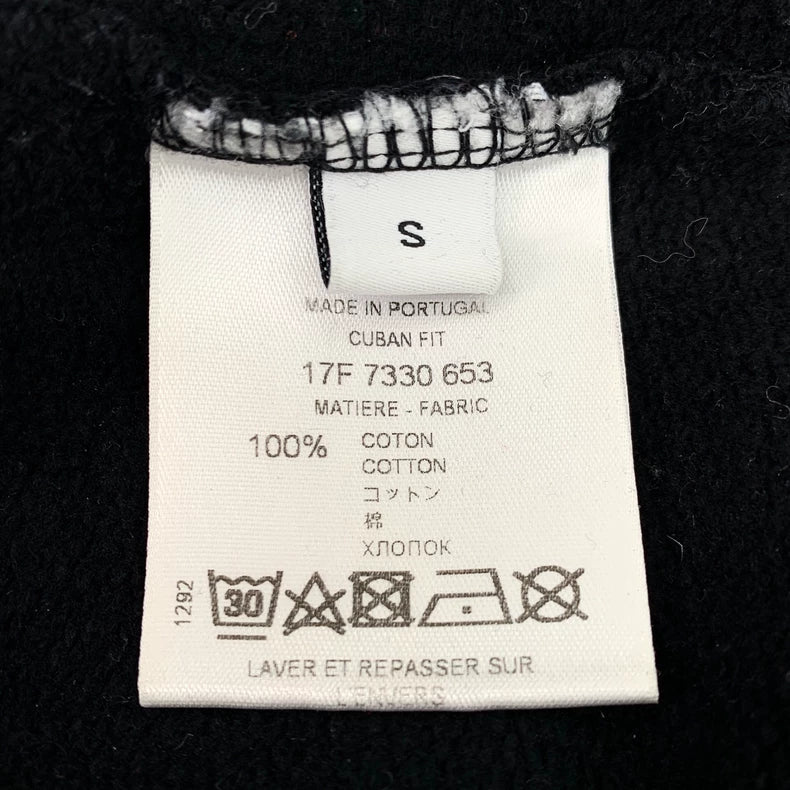 S
MADE IN PORTUGAL
CUBAN FIT
17F 7330 653
MATIERE - FABRIC
100% COTON
COTTON
コットン
棉
ХЛОПОК
1292
30
LAVER ET REPASSER SUR
L'ENVERS